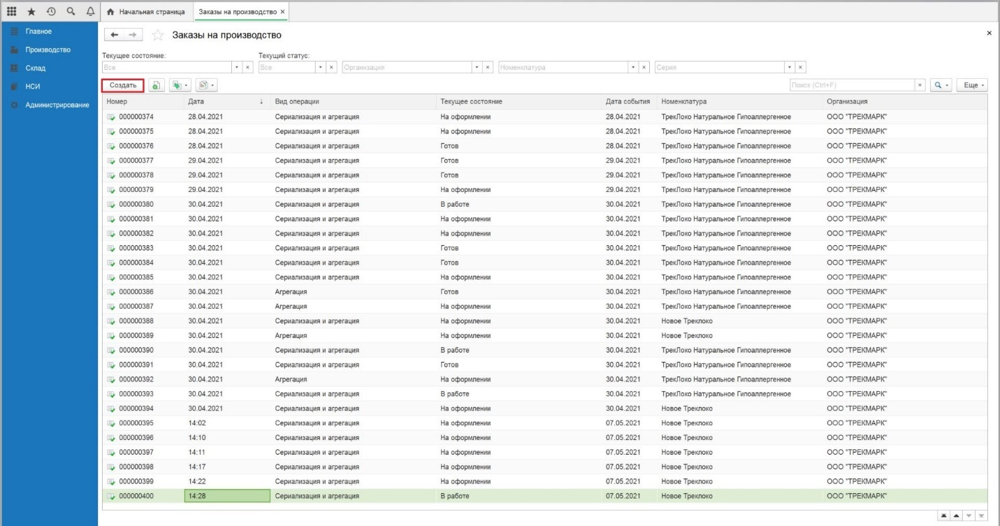 Начальная страница Заказы на производство ×
Главное
Производство
Склад
НСИ
Администрирование
Заказы на производство
Текущее состояние: Текущий статус:
Все Все Организация Номенклатура Серия
Создать Поиск (Ctrl+F) Еще
Номер Дата ↓ Вид операции Текущее состояние Дата события Номенклатура Организация
000000374 28.04.2021 Сериализация и агрегация На оформлении 28.04.2021 ТрекЛоко Натуральное Гипоаллергенное ООО "ТРЕКМАРК"
000000375 28.04.2021 Сериализация и агрегация На оформлении 28.04.2021 ТрекЛоко Натуральное Гипоаллергенное ООО "ТРЕКМАРК"
000000376 28.04.2021 Сериализация и агрегация Готов 28.04.2021 ТрекЛоко Натуральное Гипоаллергенное ООО "ТРЕКМАРК"
000000377 29.04.2021 Сериализация и агрегация Готов 29.04.2021 ТрекЛоко Натуральное Гипоаллергенное ООО "ТРЕКМАРК"
000000378 29.04.2021 Сериализация и агрегация Готов 29.04.2021 ТрекЛоко Натуральное Гипоаллергенное ООО "ТРЕКМАРК"
000000379 29.04.2021 Сериализация и агрегация На оформлении 29.04.2021 ТрекЛоко Натуральное Гипоаллергенное ООО "ТРЕКМАРК"
000000380 30.04.2021 Сериализация и агрегация В работе 30.04.2021 ТрекЛоко Натуральное Гипоаллергенное ООО "ТРЕКМАРК"
000000381 30.04.2021 Сериализация и агрегация На оформлении 30.04.2021 ТрекЛоко Натуральное Гипоаллергенное ООО "ТРЕКМАРК"
000000382 30.04.2021 Сериализация и агрегация На оформлении 30.04.2021 ТрекЛоко Натуральное Гипоаллергенное ООО "ТРЕКМАРК"
000000383 30.04.2021 Сериализация и агрегация Готов 30.04.2021 ТрекЛоко Натуральное Гипоаллергенное ООО "ТРЕКМАРК"
000000384 30.04.2021 Сериализация и агрегация Готов 30.04.2021 ТрекЛоко Натуральное Гипоаллергенное ООО "ТРЕКМАРК"
000000385 30.04.2021 Сериализация и агрегация На оформлении 30.04.2021 ТрекЛоко Натуральное Гипоаллергенное ООО "ТРЕКМАРК"
000000386 30.04.2021 Агрегация Готов 30.04.2021 ТрекЛоко Натуральное Гипоаллергенное ООО "ТРЕКМАРК"
000000387 30.04.2021 Агрегация На оформлении 30.04.2021 ТрекЛоко Натуральное Гипоаллергенное ООО "ТРЕКМАРК"
000000388 30.04.2021 Сериализация и агрегация На оформлении 30.04.2021 Новое Треклоко ООО "ТРЕКМАРК"
000000389 30.04.2021 Агрегация На оформлении 30.04.2021 Новое Треклоко ООО "ТРЕКМАРК"
000000390 30.04.2021 Сериализация и агрегация В работе 30.04.2021 ТрекЛоко Натуральное Гипоаллергенное ООО "ТРЕКМАРК"
000000391 30.04.2021 Сериализация и агрегация Готов 30.04.2021 ТрекЛоко Натуральное Гипоаллергенное ООО "ТРЕКМАРК"
000000392 30.04.2021 Агрегация На оформлении 30.04.2021 ТрекЛоко Натуральное Гипоаллергенное ООО "ТРЕКМАРК"
000000393 30.04.2021 Сериализация и агрегация В работе 30.04.2021 ТрекЛоко Натуральное Гипоаллергенное ООО "ТРЕКМАРК"
000000394 30.04.2021 Сериализация и агрегация На оформлении 30.04.2021 Новое Треклоко ООО "ТРЕКМАРК"
000000395 14:02 Сериализация и агрегация На оформлении 07.05.2021 Новое Треклоко ООО "ТРЕКМАРК"
000000396 14:10 Сериализация и агрегация На оформлении 07.05.2021 Новое Треклоко ООО "ТРЕКМАРК"
000000397 14:11 Сериализация и агрегация На оформлении 07.05.2021 Новое Треклоко ООО "ТРЕКМАРК"
000000398 14:17 Сериализация и агрегация На оформлении 07.05.2021 Новое Треклоко ООО "ТРЕКМАРК"
000000399 14:22 Сериализация и агрегация На оформлении 07.05.2021 Новое Треклоко ООО "ТРЕКМАРК"
000000400 14:28 Сериализация и агрегация В работе 07.05.2021 Новое Треклоко ООО "ТРЕКМАРК"